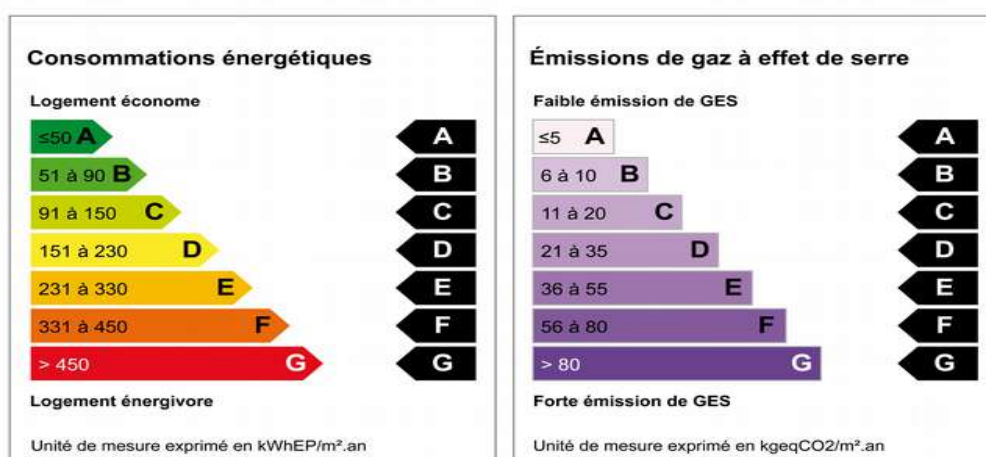 Consommations énergétiques
Logement économe
≤50 A A
51 à 90 B B
91 à 150 C C
151 à 230 D D
231 à 330 E E
331 à 450 F F
> 450 G G
Logement énergivore
Unité de mesure exprimé en kWhEP/m².an
Émissions de gaz à effet de serre
Faible émission de GES
≤5 A A
6 à 10 B B
11 à 20 C C
21 à 35 D D
36 à 55 E E
56 à 80 F F
> 80 G G
Forte émission de GES
Unité de mesure exprimé en kgeqCO2/m².an